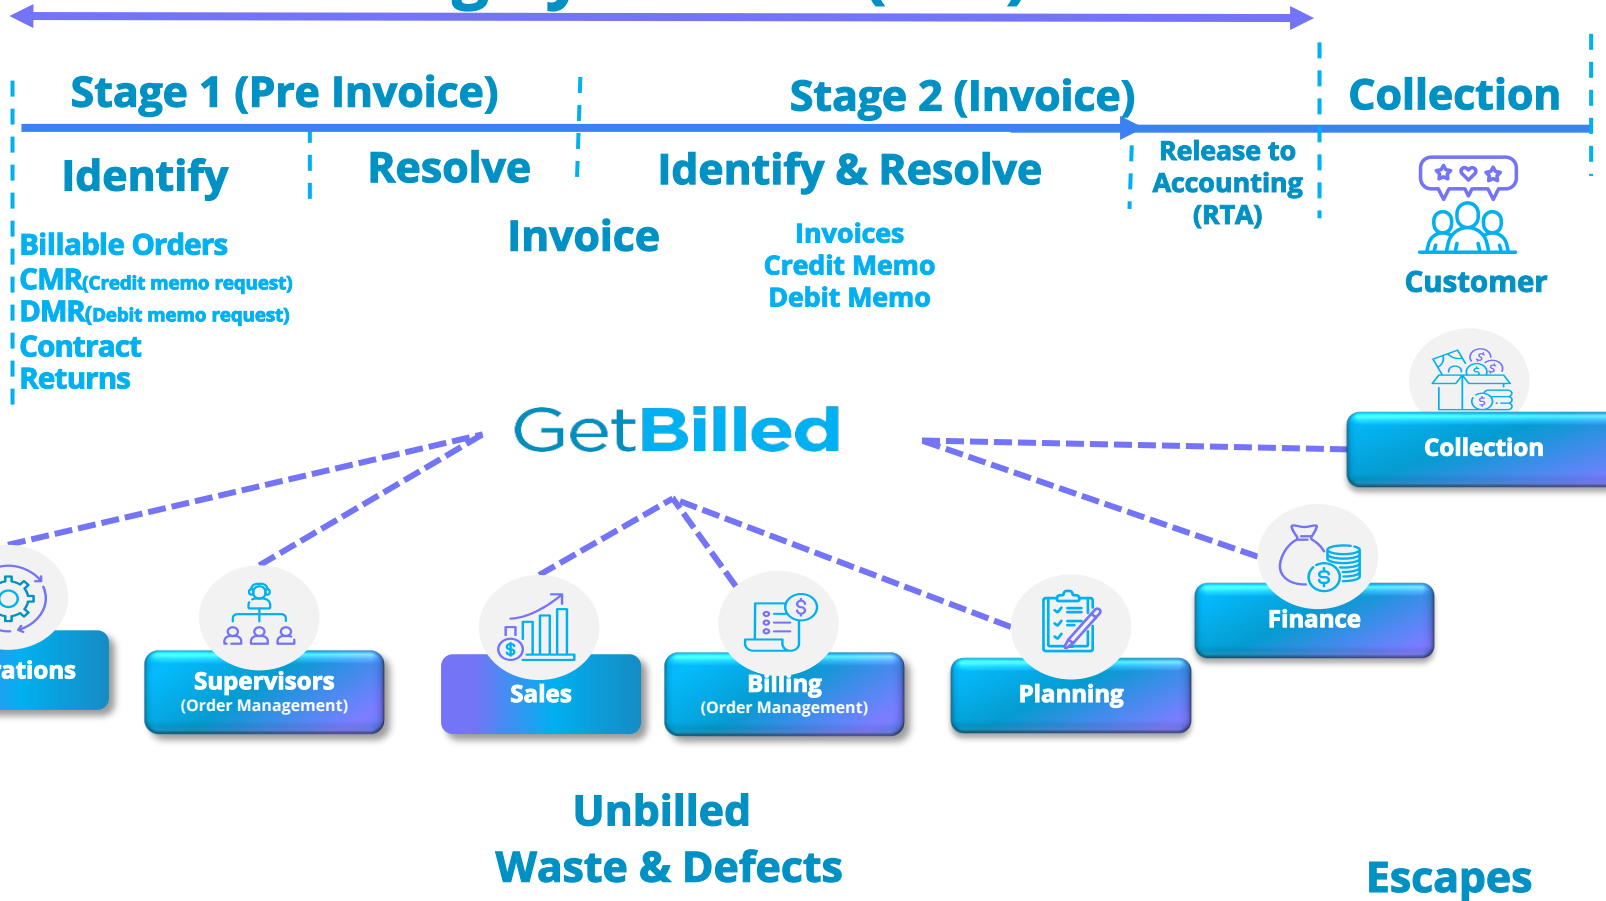 Stage 1 (Pre Invoice)
Stage 2 (Invoice)
Collection
Identify
Resolve
Identify & Resolve
Release to
Accounting
(RTA)
Billable Orders
CMR(Credit memo request)
DMR(Debit memo request)
Contract
Returns
Invoice
Invoices
Credit Memo
Debit Memo
Customer
GetBilled
Collection
Finance
rations
Supervisors
(Order Management)
Sales
Billing
(Order Management)
Planning
Unbilled
Waste & Defects
Escapes